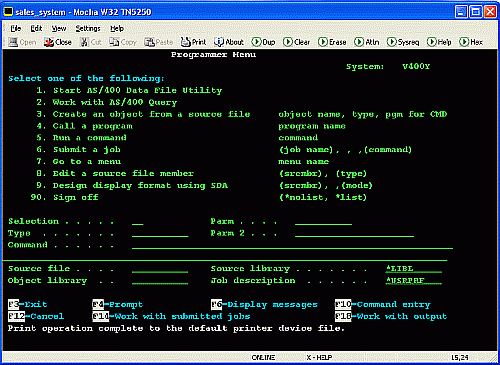 sales_system - Mocha W32 TN5250
File Edit View Settings Help
Open Close Cut Copy Paste Print About Dup Clear Erase Attn Sysreq Help Hex
Programmer Menu
System: V400Y
Select one of the following:
1. Start AS/400 Data File Utility
2. Work with AS/400 Query
3. Create an object from a source file object name, type, pgm for CMD
4. Call a program program name
5. Run a command command
6. Submit a job (job name), , ,(command)
7. Go to a menu menu name
8. Edit a source file member (srcmbr), (type)
9. Design display format using SDA (srcmbr), ,(mode)
90. Sign off (*nolist, *list)
Selection . . . . . __ Parm . . . .
Type . . . . . . . Parm 2 . . .
Command . . . . . .
Source file . . . . Source library . . . . . . . *LIBL
Object library . . Job description . . . . . . *USRPRF
F3=Exit F4=Prompt F6=Display messages F10=Command entry
F12=Cancel F14=Work with submitted jobs F18=Work with output
Print operation complete to the default printer device file.
ONLINE X - HELP 15,24